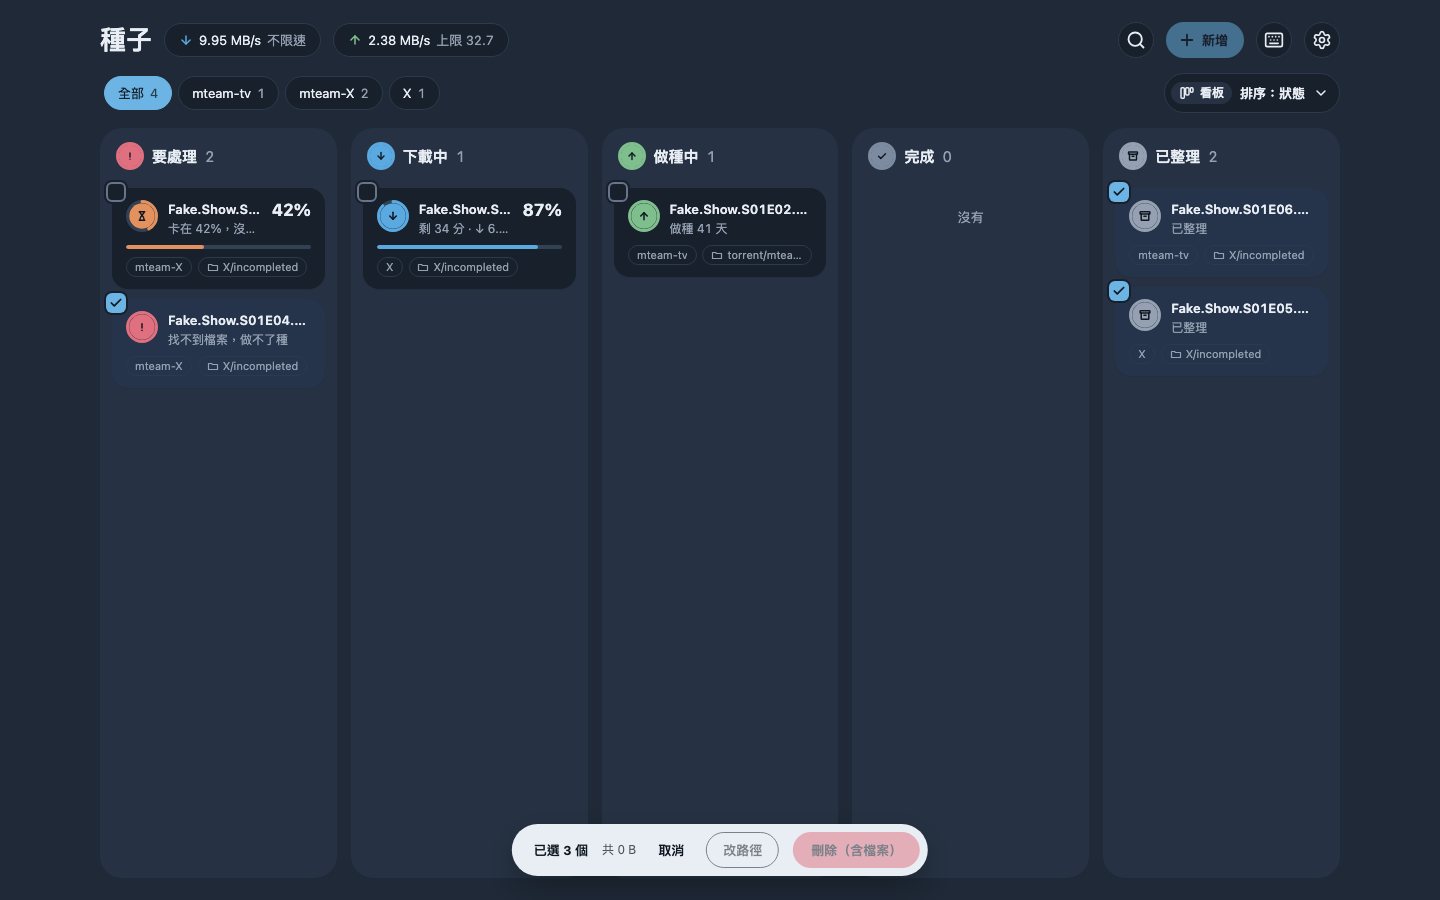 種子
9.95 MB/s 不限速
2.38 MB/s 上限 32.7
新增
全部 4
mteam-tv 1
mteam-X 2
X 1
看板 排序：狀態
要處理 2
Fake.Show.S... 42%
卡在 42%，沒...
mteam-X X/incompleted
Fake.Show.S01E04....
找不到檔案，做不了種
mteam-X X/incompleted
下載中 1
Fake.Show.S... 87%
剩 34 分 · ↓ 6....
X X/incompleted
做種中 1
Fake.Show.S01E02....
做種 41 天
mteam-tv torrent/mtea...
完成 0
沒有
已整理 2
Fake.Show.S01E06....
已整理
mteam-tv X/incompleted
Fake.Show.S01E05....
已整理
X X/incompleted
已選 3 個 共 0 B 取消 改路徑 刪除（含檔案）